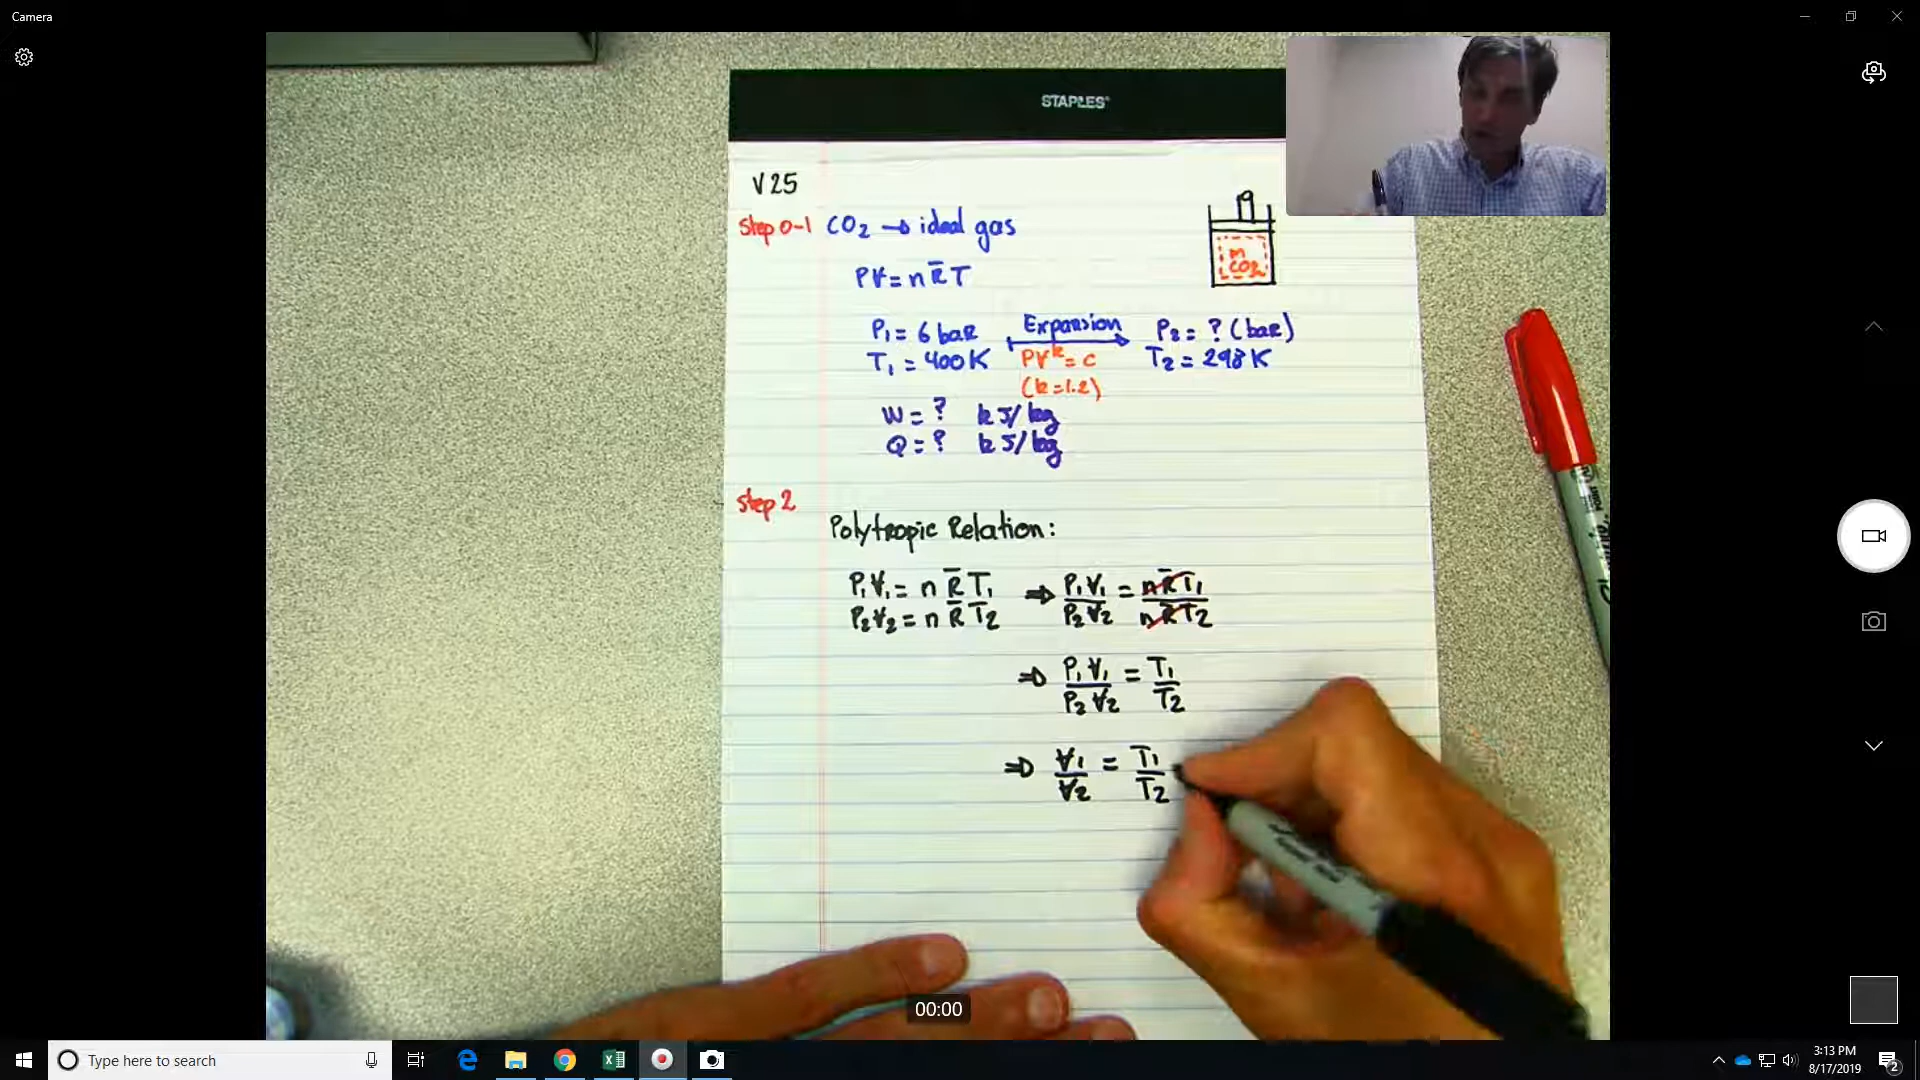 Camera
STAPLES
V25
Step 0-1 CO₂ → ideal gas
PV = nR̄T
m
CO₂
P₁ = 6 bar Expansion P₂ = ? (bar)
T₁ = 400K PVᵏ = c T₂ = 298K
(k=1.2)
W = ? kJ/kg
Q = ? kJ/kg
Step 2
Polytropic Relation:
P₁V₁ = nR̄T₁ ⇒ P₁V₁/P₂V₂ = nR̄T₁/nR̄T₂
P₂V₂ = nR̄T₂
⇒ P₁V₁/P₂V₂ = T₁/T₂
⇒ V₁/V₂ = T₁/T₂
00:00
Type here to search
3:13 PM
8/17/2019
2